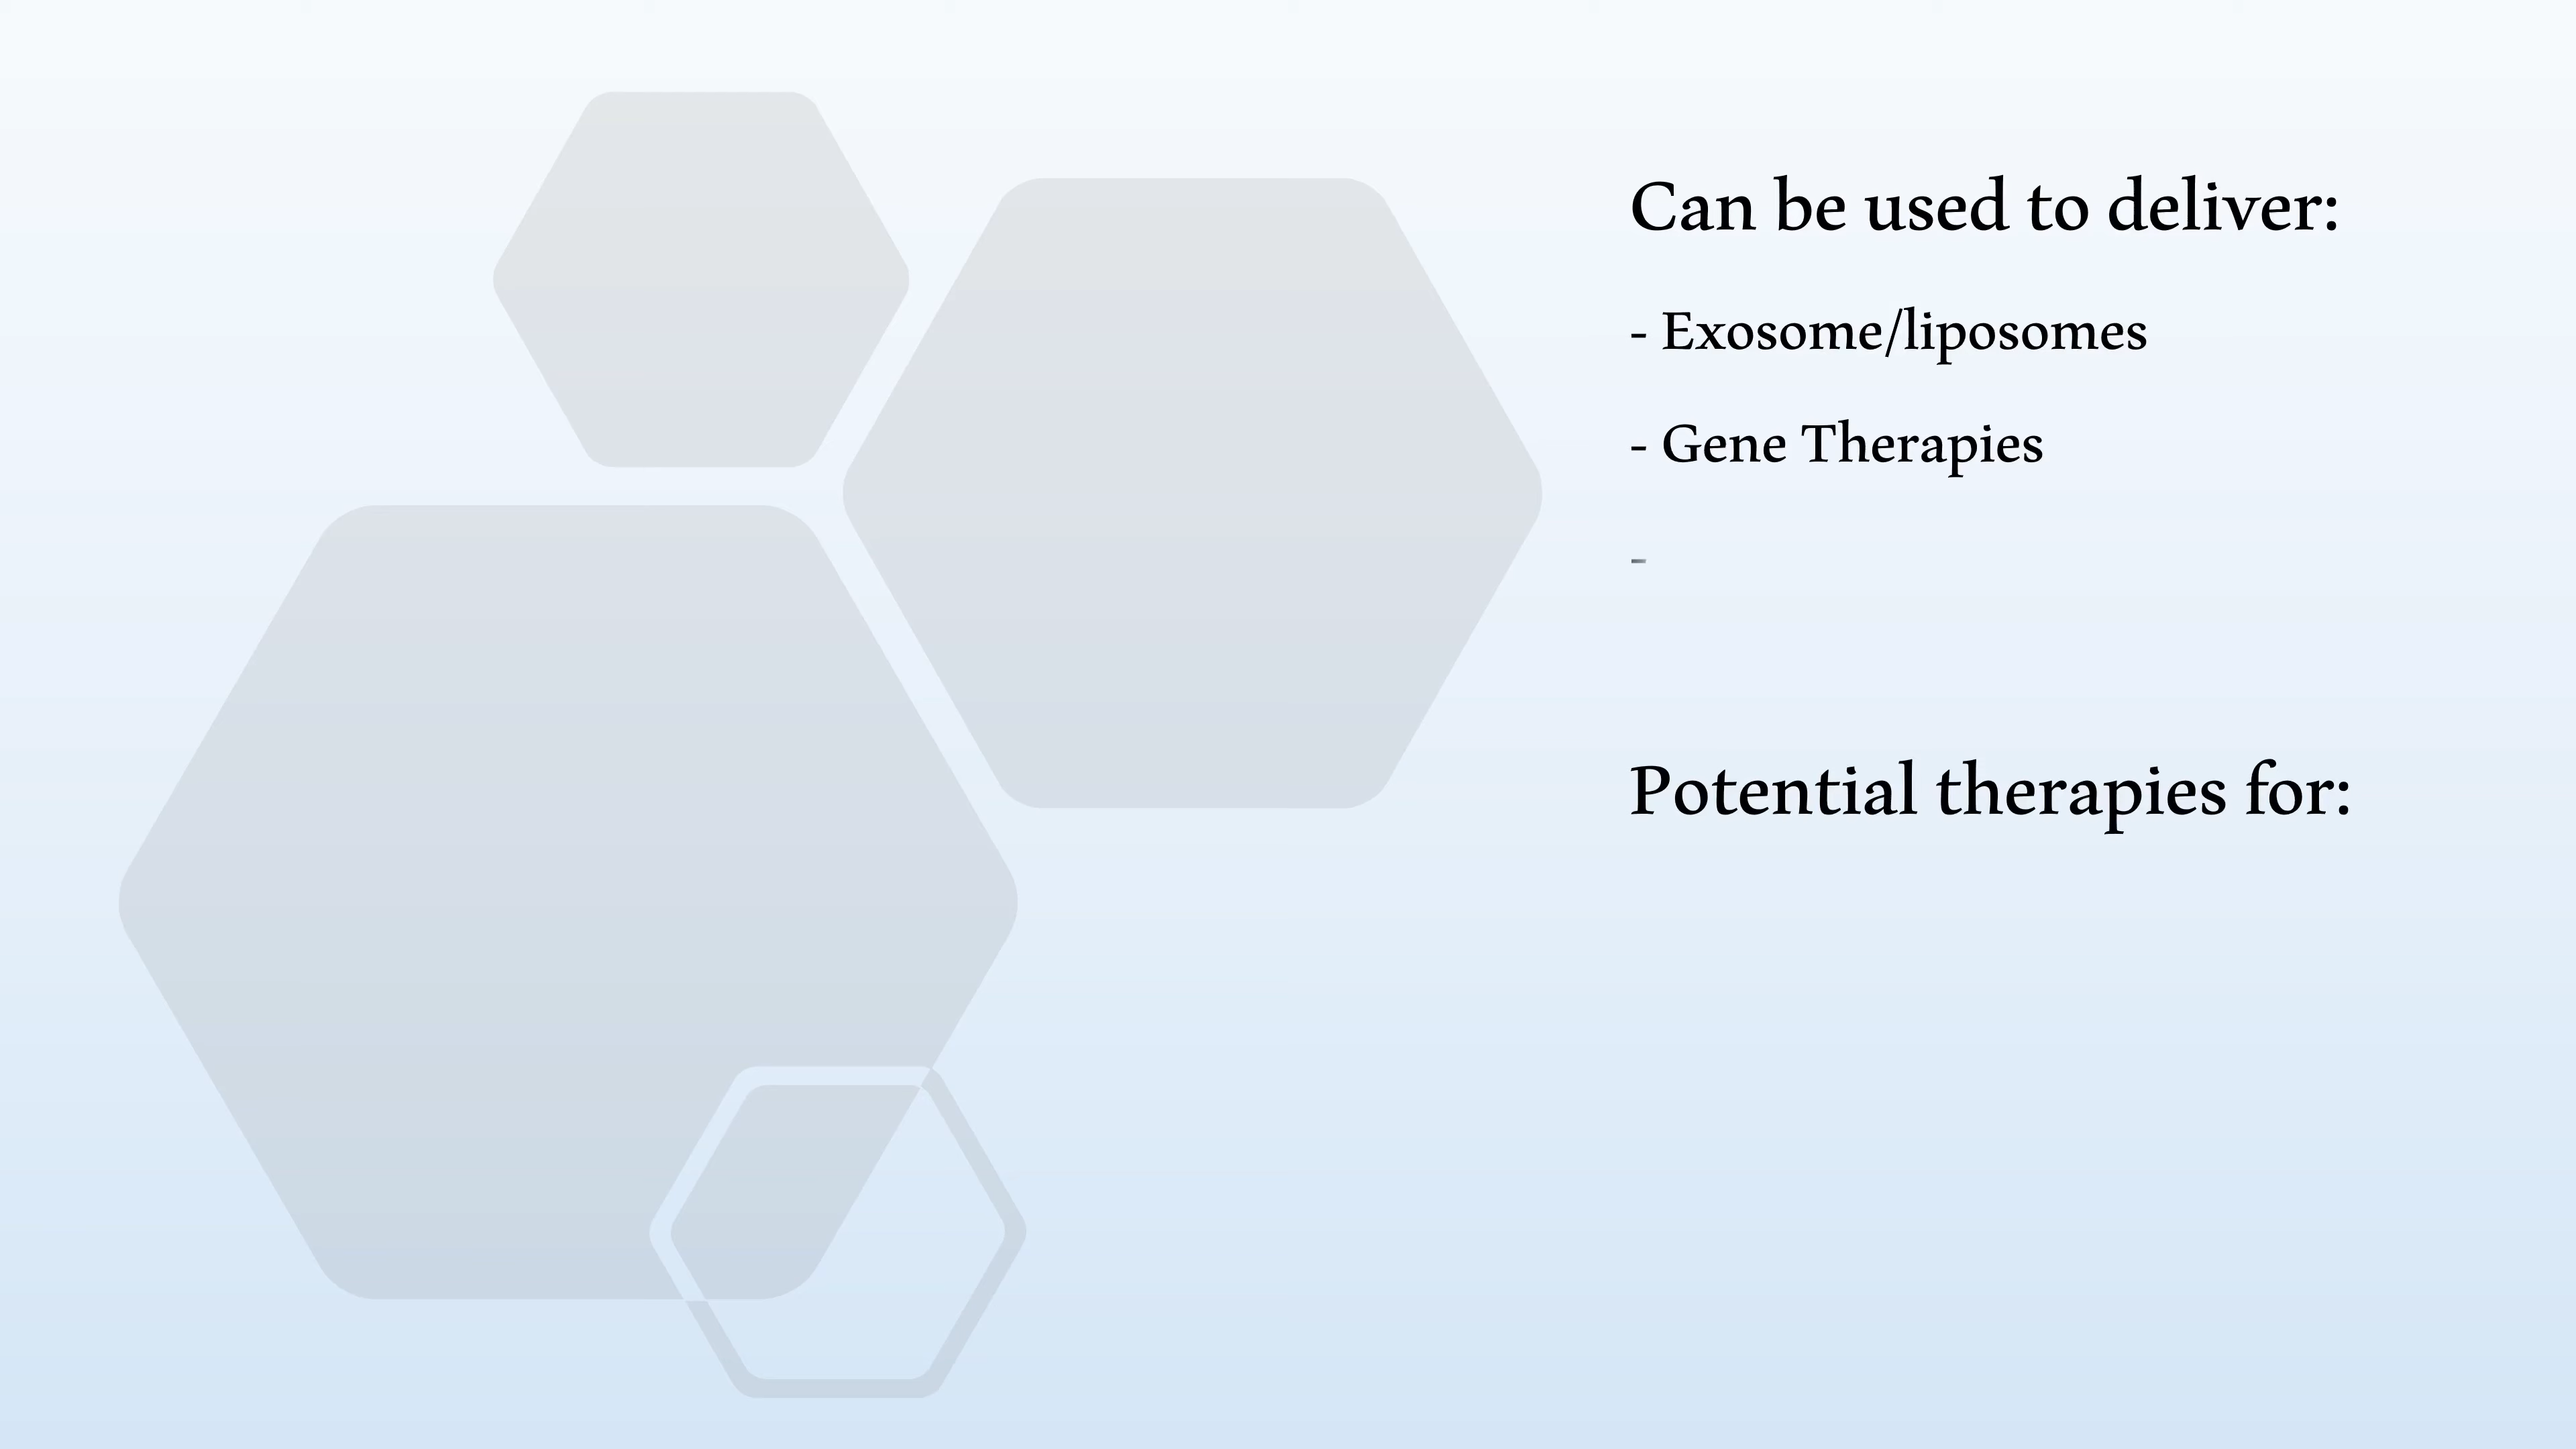 Can be used to deliver:
- Exosome/liposomes
- Gene Therapies
-
Potential therapies for: